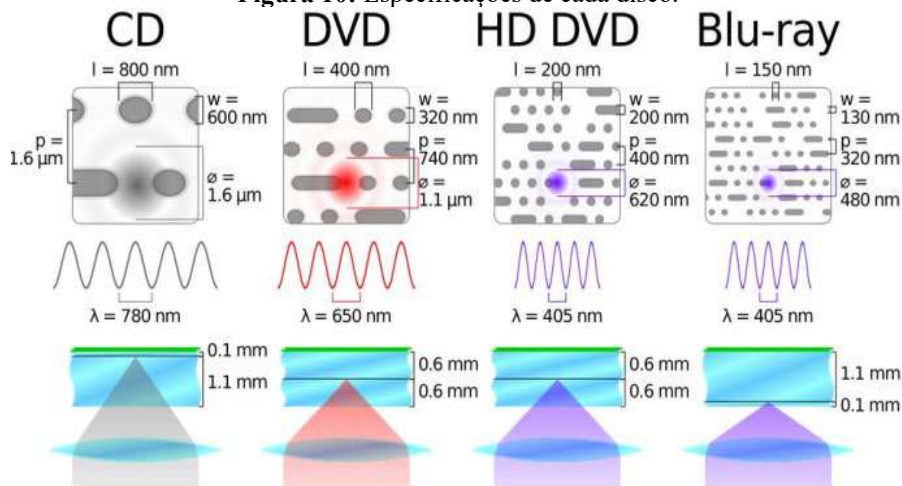 Figura 10: Especificações de cada disco.
CD
DVD
HD DVD
Blu-ray
l = 800 nm
w =
600 nm
p =
1.6 µm
ø =
1.6 µm
λ = 780 nm
0.1 mm
1.1 mm
l = 400 nm
w =
320 nm
p =
740 nm
ø =
1.1 µm
λ = 650 nm
0.6 mm
0.6 mm
l = 200 nm
w =
200 nm
p =
400 nm
ø =
620 nm
λ = 405 nm
0.6 mm
0.6 mm
l = 150 nm
w =
130 nm
p =
320 nm
ø =
480 nm
λ = 405 nm
1.1 mm
0.1 mm